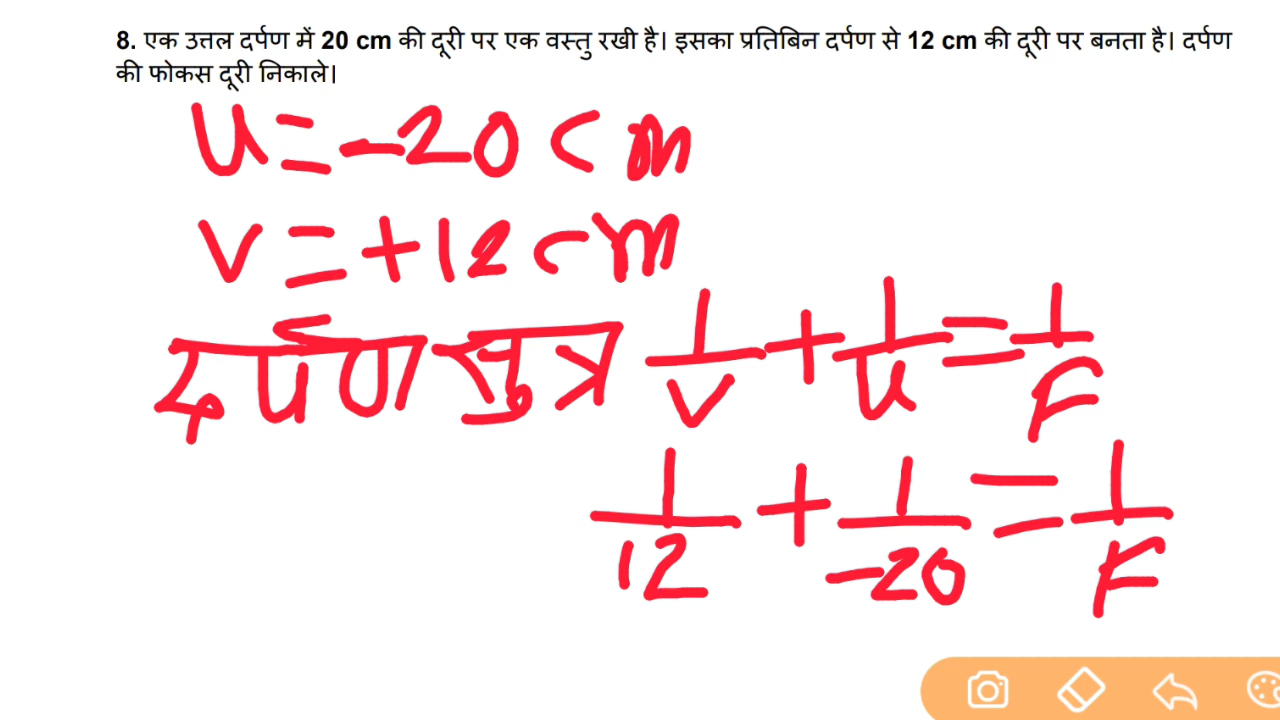 8. एक उत्तल दर्पण में 20 cm की दूरी पर एक वस्तु रखी है। इसका प्रतिबिन दर्पण से 12 cm की दूरी पर बनता है। दर्पण
की फोकस दूरी निकाले।
u = -20 cm
v = +12 cm
दर्पण सुत्र 1/v + 1/u = 1/F
1/12 + 1/-20 = 1/F